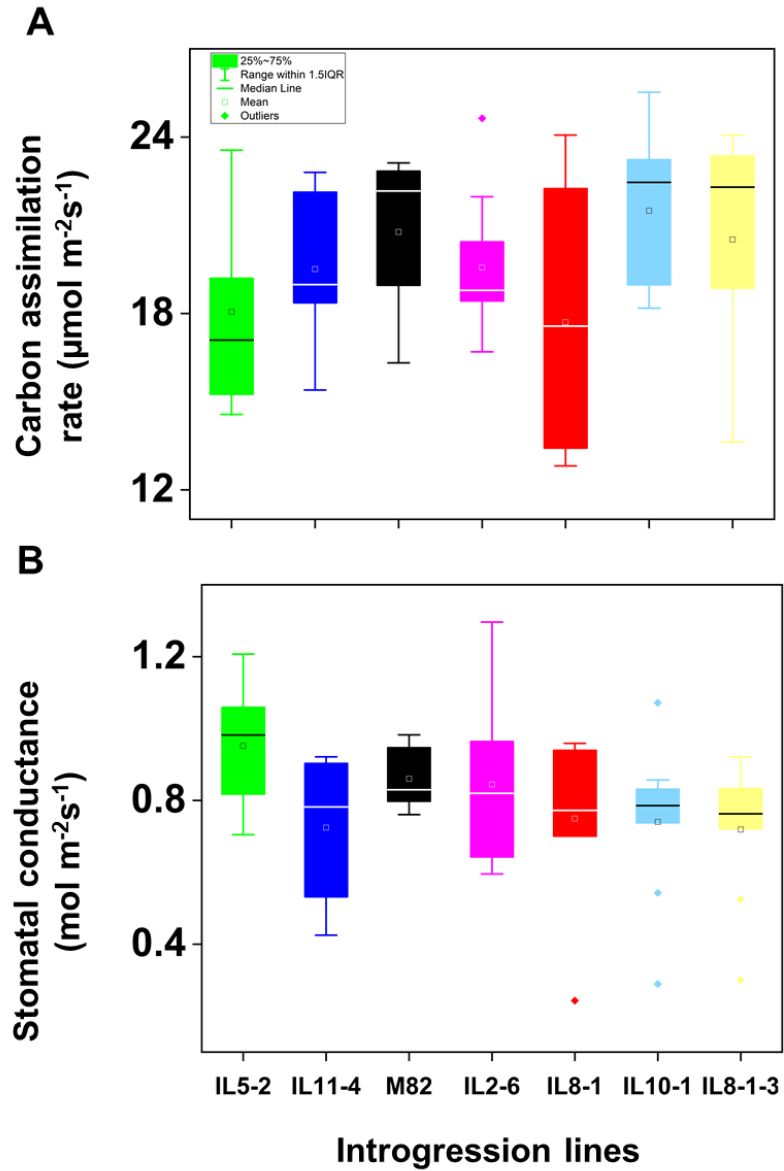 A
Carbon assimilation
rate (µmol m-2s-1)
24
18
12
25%~75%
Range within 1.5IQR
Median Line
Mean
Outliers
B
Stomatal conductance
(mol m-2s-1)
1.2
0.8
0.4
IL5-2 IL11-4 M82 IL2-6 IL8-1 IL10-1 IL8-1-3
Introgression lines